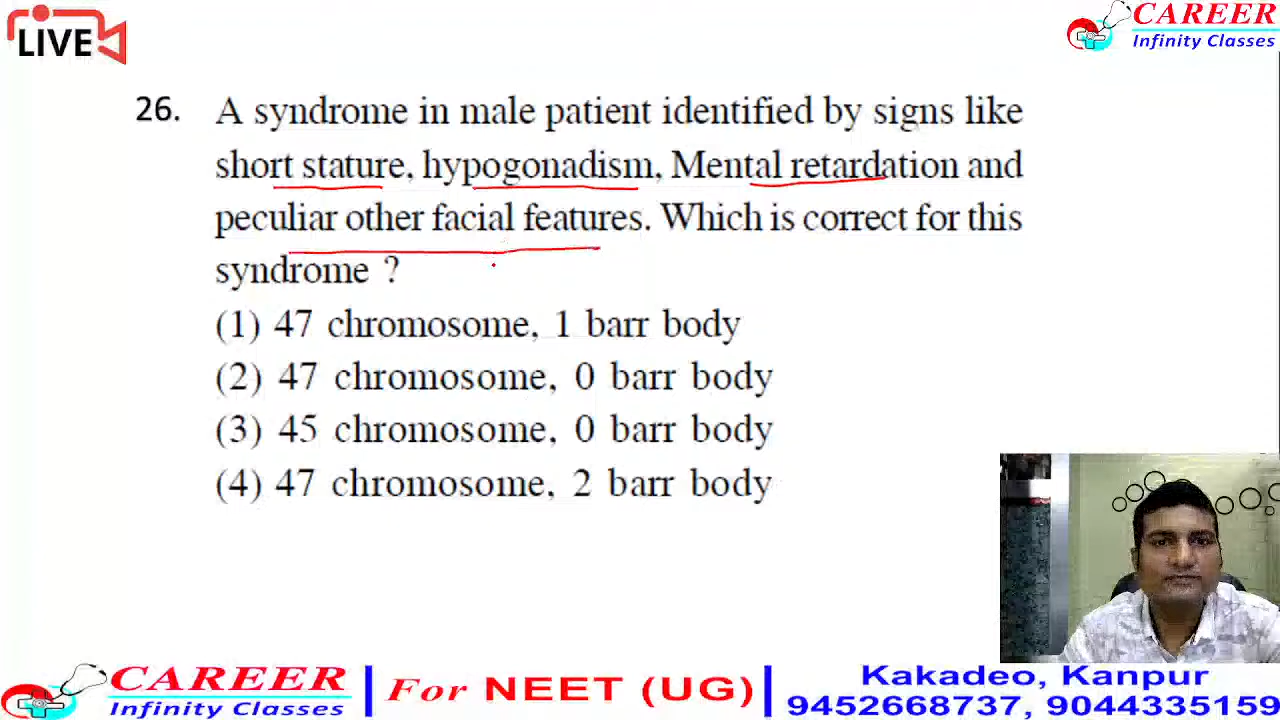 LIVE
CAREER
Infinity Classes
26. A syndrome in male patient identified by signs like
short stature, hypogonadism, Mental retardation and
peculiar other facial features. Which is correct for this
syndrome ?
(1) 47 chromosome, 1 barr body
(2) 47 chromosome, 0 barr body
(3) 45 chromosome, 0 barr body
(4) 47 chromosome, 2 barr body
CAREER
Infinity Classes
For NEET (UG)
Kakadeo, Kanpur
9452668737, 9044335159